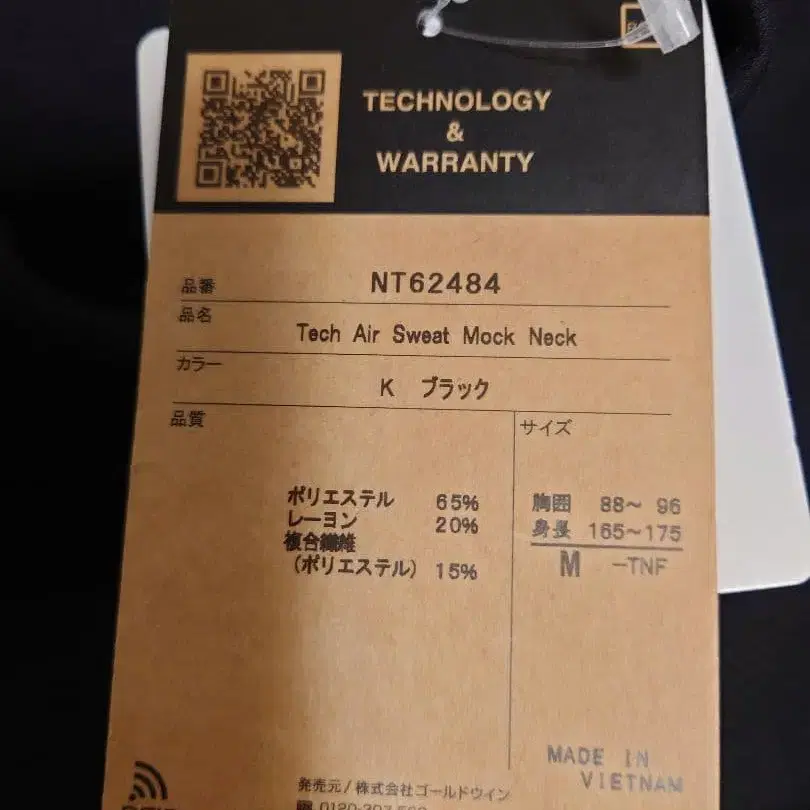 TECHNOLOGY
&
WARRANTY
品番 NT62484
品名
Tech Air Sweat Mock Neck
カラー
K ブラック
品質
サイズ
ポリエステル 65%
レーヨン 20%
複合繊維
(ポリエステル) 15%
胸囲 88～ 96
身長 165～175
M -TNF
MADE IN
VIETNAM
発売元/株式会社ゴールドウイン